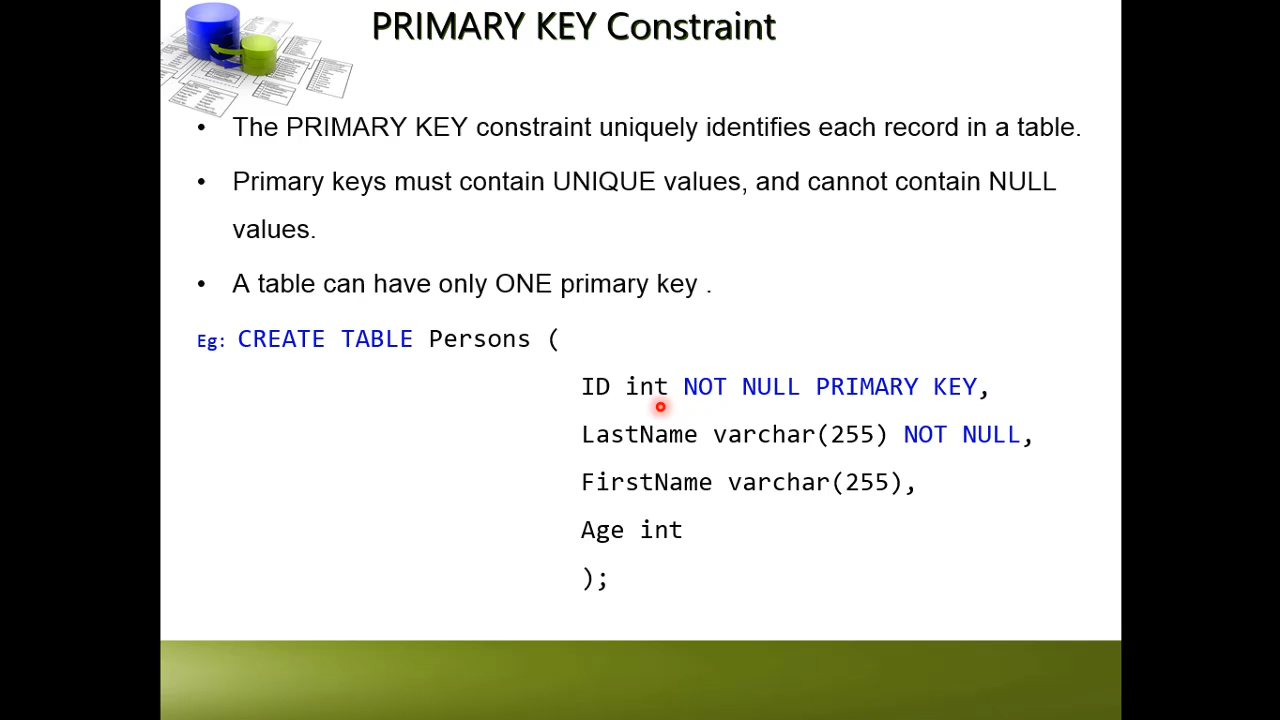 PRIMARY KEY Constraint
• The PRIMARY KEY constraint uniquely identifies each record in a table.
• Primary keys must contain UNIQUE values, and cannot contain NULL
values.
• A table can have only ONE primary key .
Eg: CREATE TABLE Persons (
ID int NOT NULL PRIMARY KEY,
LastName varchar(255) NOT NULL,
FirstName varchar(255),
Age int
);